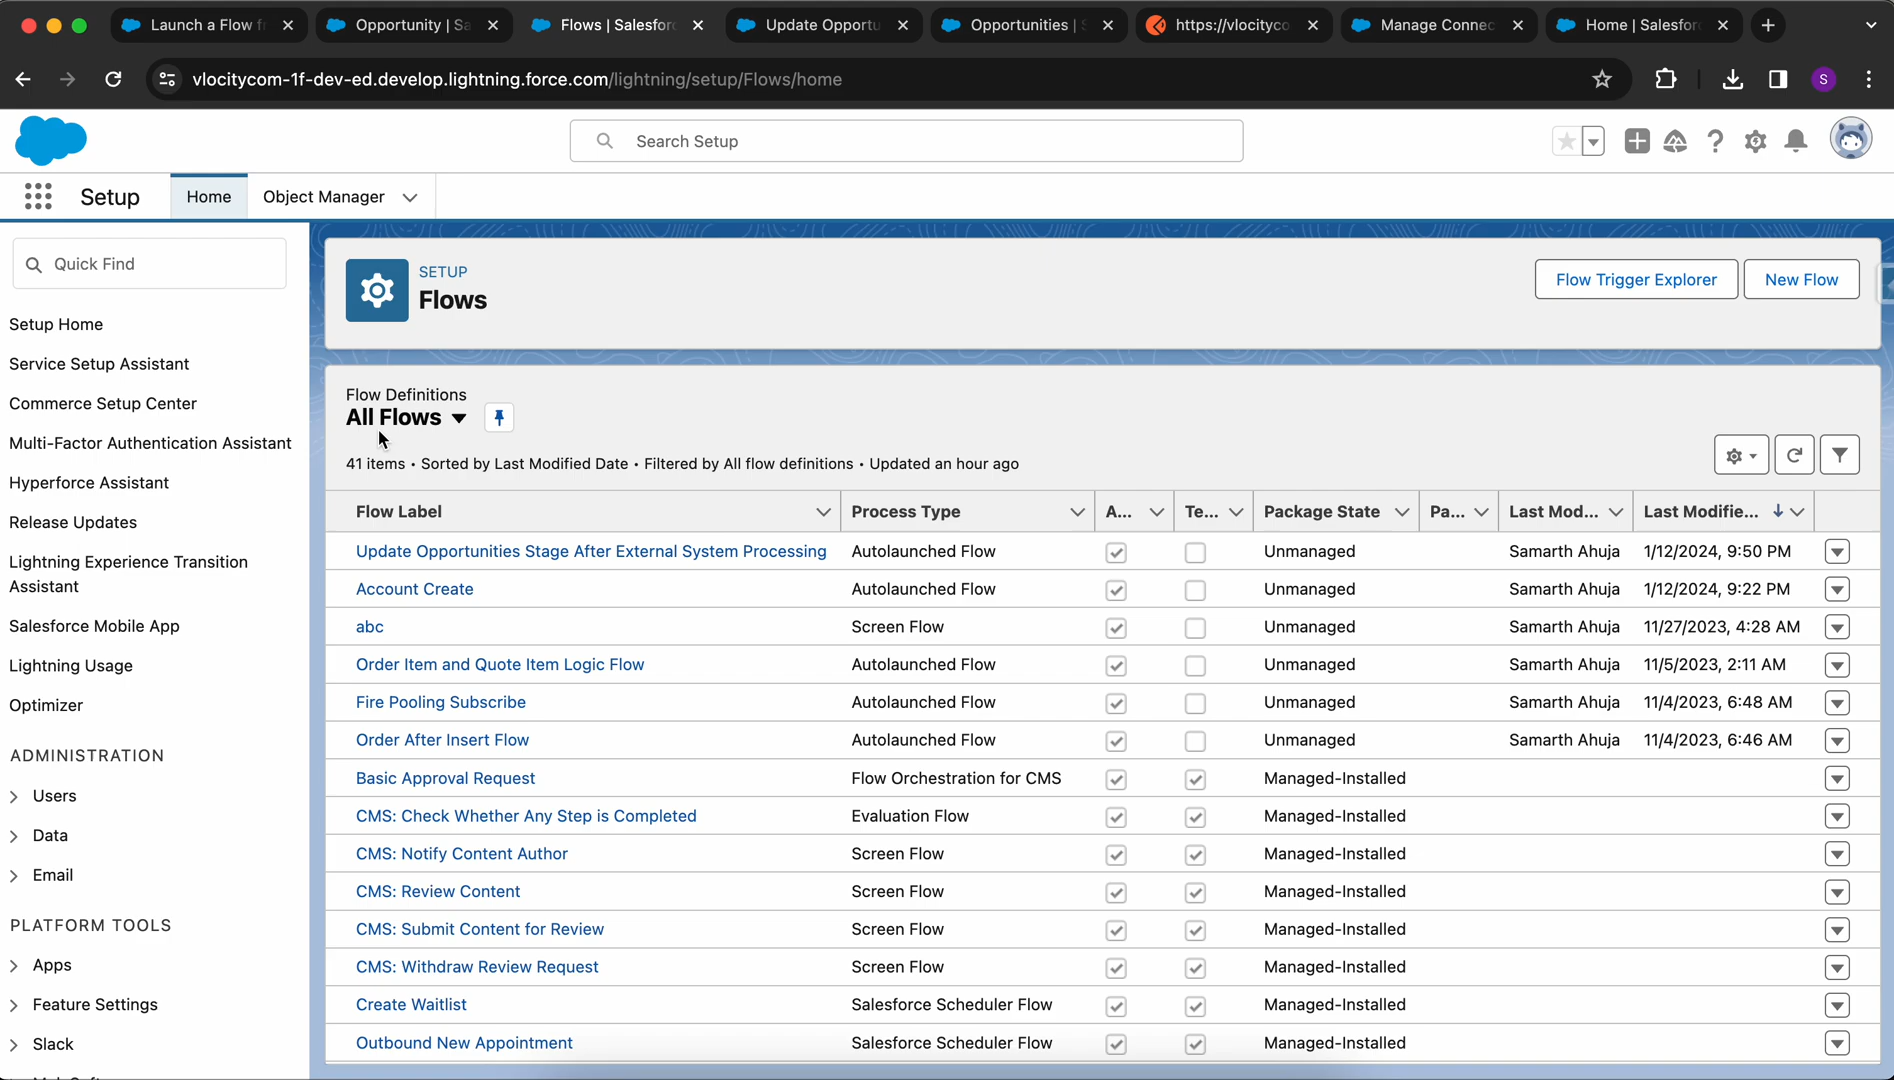 Launch a Flow f
Opportunity | Sa
Flows | Salesforc
Update Opportu
Opportunities | S
https://vlocityco
Manage Connec
Home | Salesfor
vlocitycom-1f-dev-ed.develop.lightning.force.com/lightning/setup/Flows/home
S
Search Setup
Setup
Home
Object Manager
Quick Find
Setup Home
Service Setup Assistant
Commerce Setup Center
Multi-Factor Authentication Assistant
Hyperforce Assistant
Release Updates
Lightning Experience Transition
Assistant
Salesforce Mobile App
Lightning Usage
Optimizer
ADMINISTRATION
Users
Data
Email
PLATFORM TOOLS
Apps
Feature Settings
Slack
SETUP
Flows
Flow Trigger Explorer
New Flow
Flow Definitions
All Flows
41 items • Sorted by Last Modified Date • Filtered by All flow definitions • Updated an hour ago
Flow Label Process Type A... Te... Package State Pa... Last Mod... Last Modifie...
Update Opportunities Stage After External System Processing Autolaunched Flow Unmanaged Samarth Ahuja 1/12/2024, 9:50 PM
Account Create Autolaunched Flow Unmanaged Samarth Ahuja 1/12/2024, 9:22 PM
abc Screen Flow Unmanaged Samarth Ahuja 11/27/2023, 4:28 AM
Order Item and Quote Item Logic Flow Autolaunched Flow Unmanaged Samarth Ahuja 11/5/2023, 2:11 AM
Fire Pooling Subscribe Autolaunched Flow Unmanaged Samarth Ahuja 11/4/2023, 6:48 AM
Order After Insert Flow Autolaunched Flow Unmanaged Samarth Ahuja 11/4/2023, 6:46 AM
Basic Approval Request Flow Orchestration for CMS Managed-Installed
CMS: Check Whether Any Step is Completed Evaluation Flow Managed-Installed
CMS: Notify Content Author Screen Flow Managed-Installed
CMS: Review Content Screen Flow Managed-Installed
CMS: Submit Content for Review Screen Flow Managed-Installed
CMS: Withdraw Review Request Screen Flow Managed-Installed
Create Waitlist Salesforce Scheduler Flow Managed-Installed
Outbound New Appointment Salesforce Scheduler Flow Managed-Installed